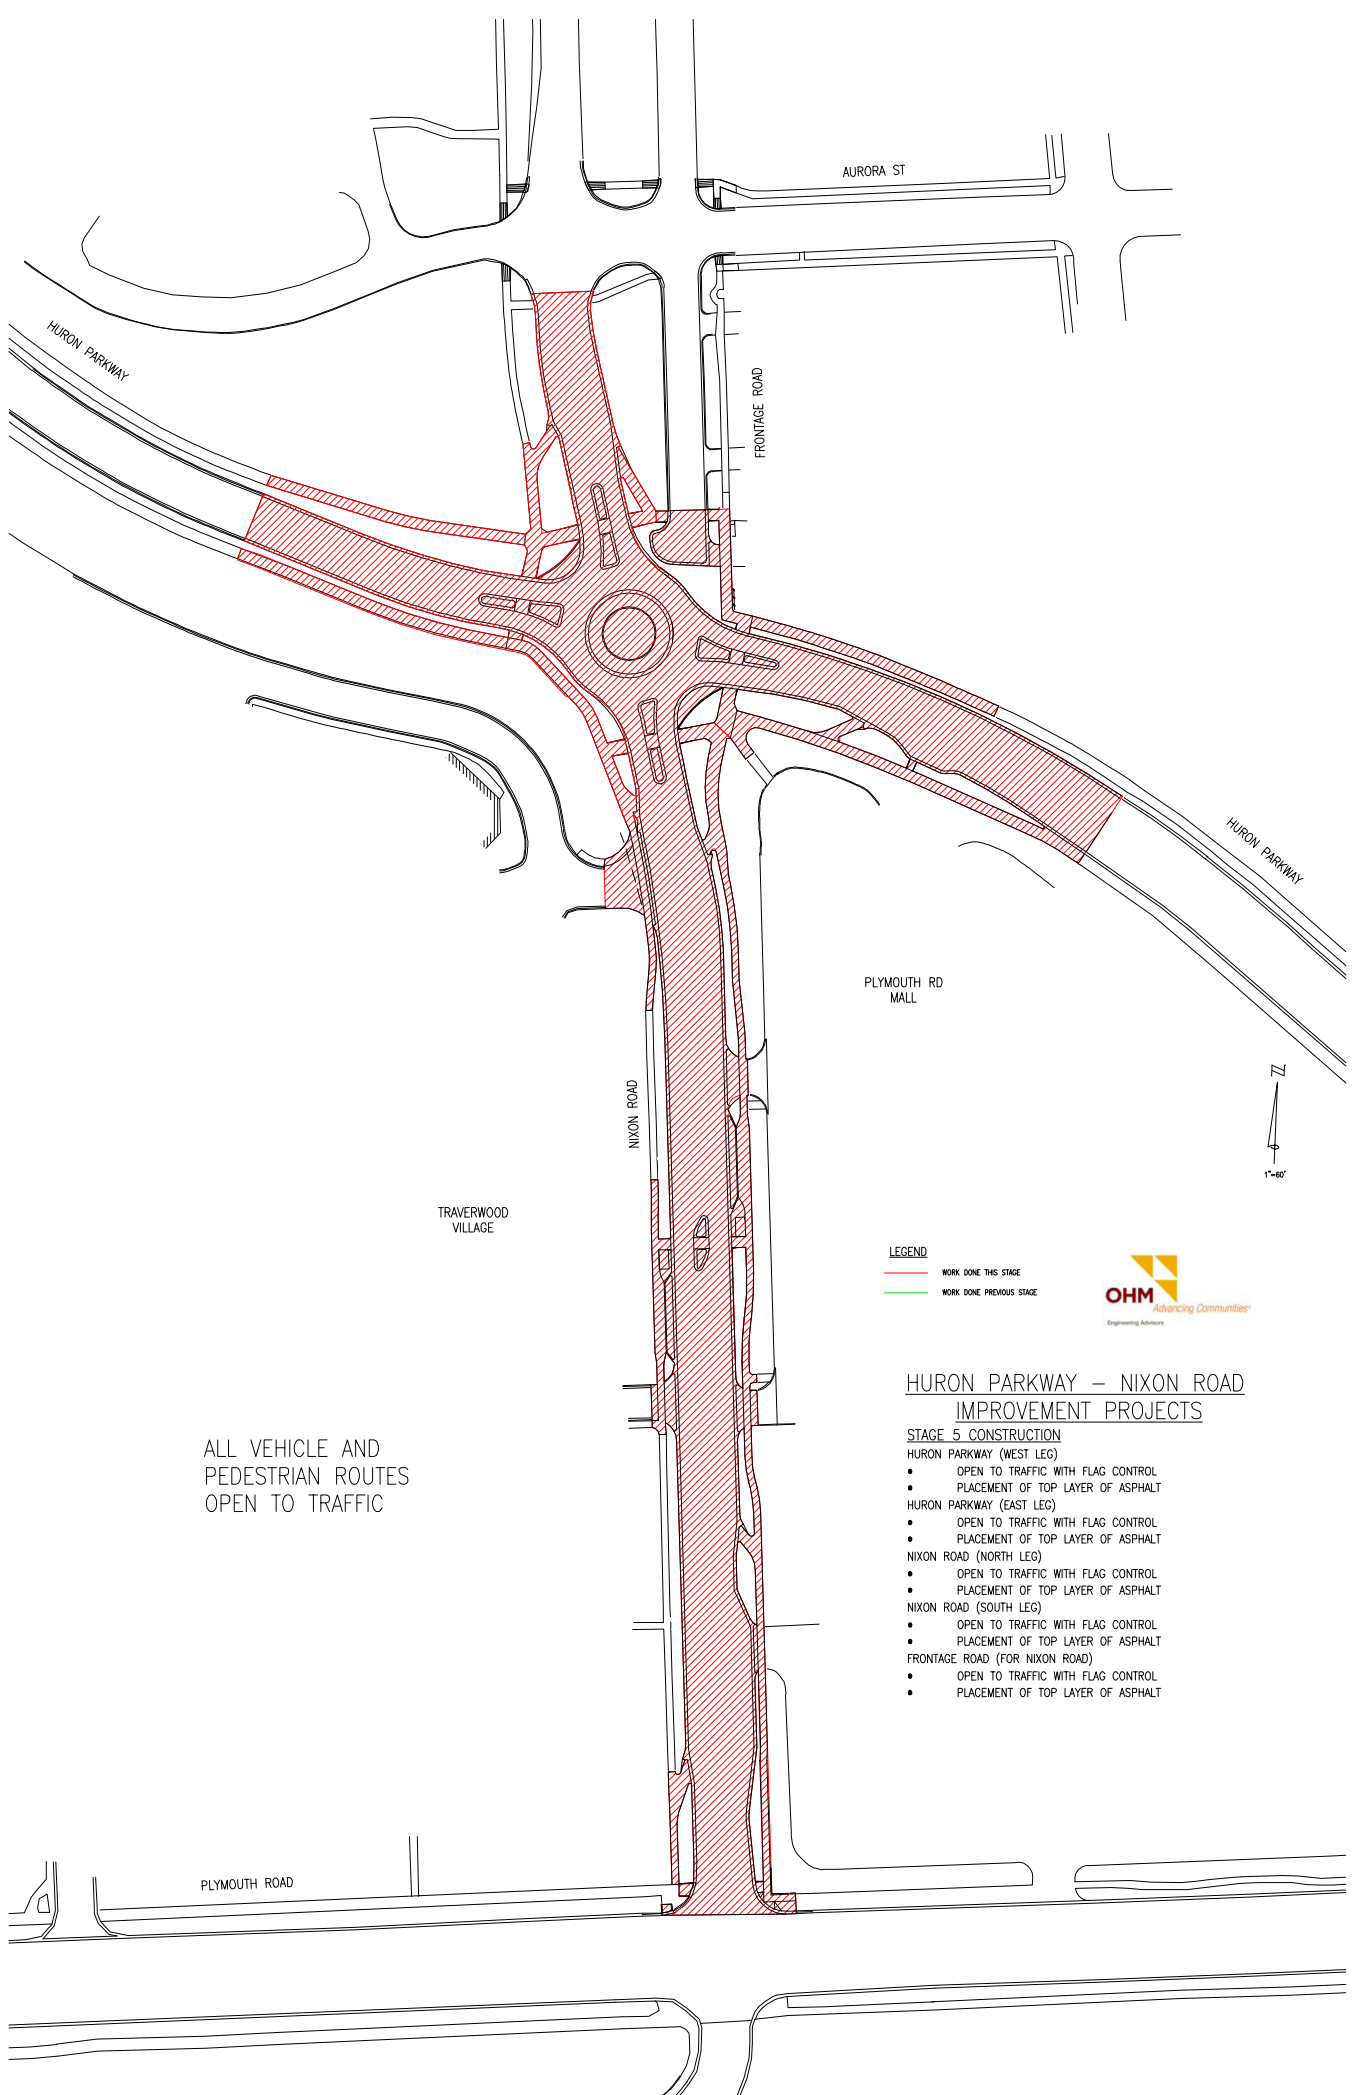 AURORA ST
HURON PARKWAY
FRONTAGE ROAD
HURON PARKWAY
PLYMOUTH RD
MALL
NIXON ROAD
N
1"=60'
TRAVERWOOD
VILLAGE
LEGEND
WORK DONE THIS STAGE
WORK DONE PREVIOUS STAGE
OHM
Advancing Communities
Engineering Advisors
HURON PARKWAY – NIXON ROAD
IMPROVEMENT PROJECTS
STAGE 5 CONSTRUCTION
HURON PARKWAY (WEST LEG)
• OPEN TO TRAFFIC WITH FLAG CONTROL
• PLACEMENT OF TOP LAYER OF ASPHALT
HURON PARKWAY (EAST LEG)
• OPEN TO TRAFFIC WITH FLAG CONTROL
• PLACEMENT OF TOP LAYER OF ASPHALT
NIXON ROAD (NORTH LEG)
• OPEN TO TRAFFIC WITH FLAG CONTROL
• PLACEMENT OF TOP LAYER OF ASPHALT
NIXON ROAD (SOUTH LEG)
• OPEN TO TRAFFIC WITH FLAG CONTROL
• PLACEMENT OF TOP LAYER OF ASPHALT
FRONTAGE ROAD (FOR NIXON ROAD)
• OPEN TO TRAFFIC WITH FLAG CONTROL
• PLACEMENT OF TOP LAYER OF ASPHALT
ALL VEHICLE AND
PEDESTRIAN ROUTES
OPEN TO TRAFFIC
PLYMOUTH ROAD